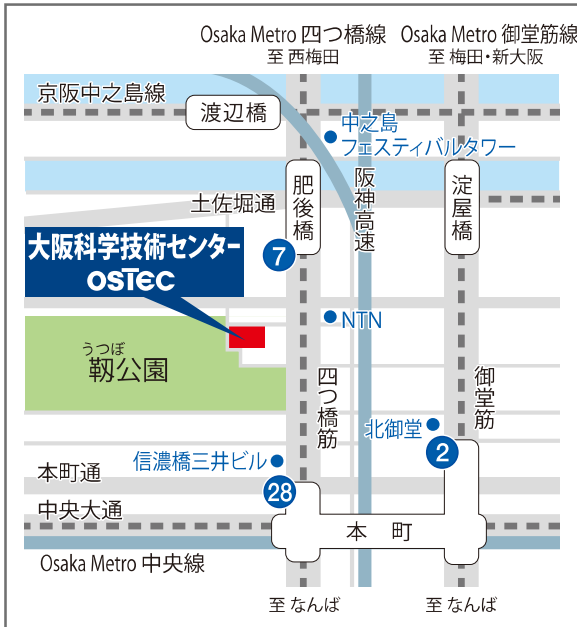 Osaka Metro 四つ橋線
至 西梅田
Osaka Metro 御堂筋線
至 梅田・新大阪
京阪中之島線
渡辺橋
中之島
フェスティバルタワー
肥後橋
阪神高速
淀屋橋
土佐堀通
大阪科学技術センター
OSTEC
7
NTN
うつぼ
靱公園
四つ橋筋
御堂筋
北御堂
2
信濃橋三井ビル
本町通
28
中央大通
本町
Osaka Metro 中央線
至 なんば
至 なんば